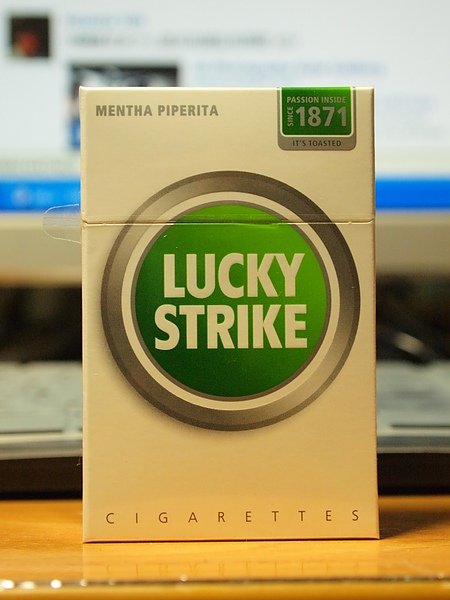 MENTHA PIPERITA
PASSION INSIDE
SINCE 1871
IT'S TOASTED
LUCKY
STRIKE
CIGARETTES